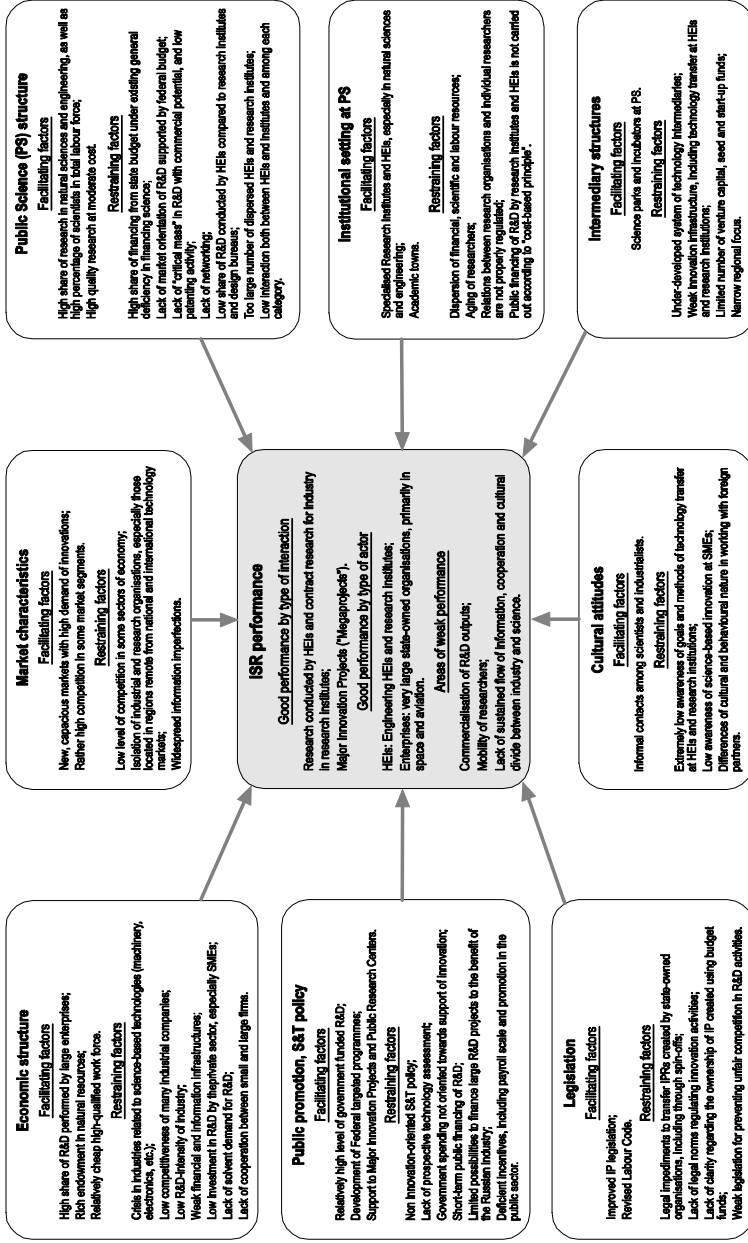 Economic structure
Facilitating factors
High share of R&D performed by large enterprises;
Rich endowment in natural resources;
Relatively cheap high-qualified work force.
Restraining factors
Crisis in industries related to science-based technologies (machinery,
electronics, etc.);
Low competitiveness of many industrial companies;
Low R&D-intensity of industry;
Weak financial and information infrastructures;
Low investment in R&D by theprivate sector, especially SMEs;
Lack of solvent demand for R&D;
Lack of cooperation between small and large firms.
Market characteristics
Facilitating factors
New, capacious markets with high demand of innovations;
Rather high competition in some market segments.
Restraining factors
Low level of competition in some sectors of economy;
Isolation of industrial and research organisations, especially those
located in regions remote from national and international technology
markets;
Widespread information imperfections.
Public Science (PS) structure
Facilitating factors
High share of research in natural sciences and engineering, as well as
high percentage of scientists in total labour force;
High quality research at moderate cost.
Restraining factors
High share of financing from state budget under existing general
deficiency in financing science;
Lack of market orientation of R&D supported by federal budget;
Lack of "critical mass" in R&D with commercial potential, and low
patenting activity;
Lack of networking;
Low share of R&D conducted by HEIs compared to research institutes
and design bureaus;
Too large number of dispersed HEIs and research institutes;
Low interaction both between HEIs and institutes and among each
category.
Public promotion, S&T policy
Facilitating factors
Relatively high level of government funded R&D;
Development of Federal targeted programmes;
Support to Major Innovation Projects and Public Research Centers.
Restraining factors
Non innovation-oriented S&T policy;
Lack of prospective technology assessment;
Government spending not oriented towards support of innovation;
Short-term public financing of R&D;
Limited possibilities to finance large R&D projects to the benefit of
the Russian industry;
Deficient incentives, including payroll scale and promotion in the
public sector.
ISR performance
Good performance by type of interaction
Research conducted by HEIs and contract research for industry
in research institutes;
Major Innovation Projects ("Megaprojects").
Good performance by type of actor
HEIs: Engineering HEIs and research institutes;
Enterprises: very large state-owned organisations, primarily in
space and aviation.
Areas of weak performance
Commercialisation of R&D outputs;
Mobility of researchers;
Lack of sustained flow of information, cooperation and cultural
divide between industry and science.
Institutional setting at PS
Facilitating factors
Specialised Research institutes and HEIs, especially in natural sciences
and engineering;
Academic towns.
Restraining factors
Dispersion of financial, scientific and labour resources;
Aging of researchers;
Relations between research organisations and individual researchers
are not properly regulated;
Public financing of R&D by research institutes and HEIs is not carried
out according to "cost-based principle".
Legislation
Facilitating factors
Improved IP legislation;
Revised Labour Code.
Restraining factors
Legal impediments to transfer IPRs created by state-owned
organisations, including through spin-offs;
Lack of legal norms regulating innovation activities;
Lack of clarity regarding the ownership of IP created using budget
funds;
Weak legislation for preventing unfair competition in R&D activities.
Cultural attitudes
Facilitating factors
Informal contacts among scientists and industrialists.
Restraining factors
Extremely low awareness of goals and methods of technology transfer
at HEIs and research institutions;
Low awareness of science-based innovation at SMEs;
Differences of cultural and behavioural nature in working with foreign
partners.
Intermediary structures
Facilitating factors
Science parks and incubators at PS.
Restraining factors
Under-developed system of technology intermediaries;
Weak innovation infrastructure, including technology transfer at HEIs
and research institutions;
Limited number of venture capital, seed and start-up funds;
Narrow regional focus.